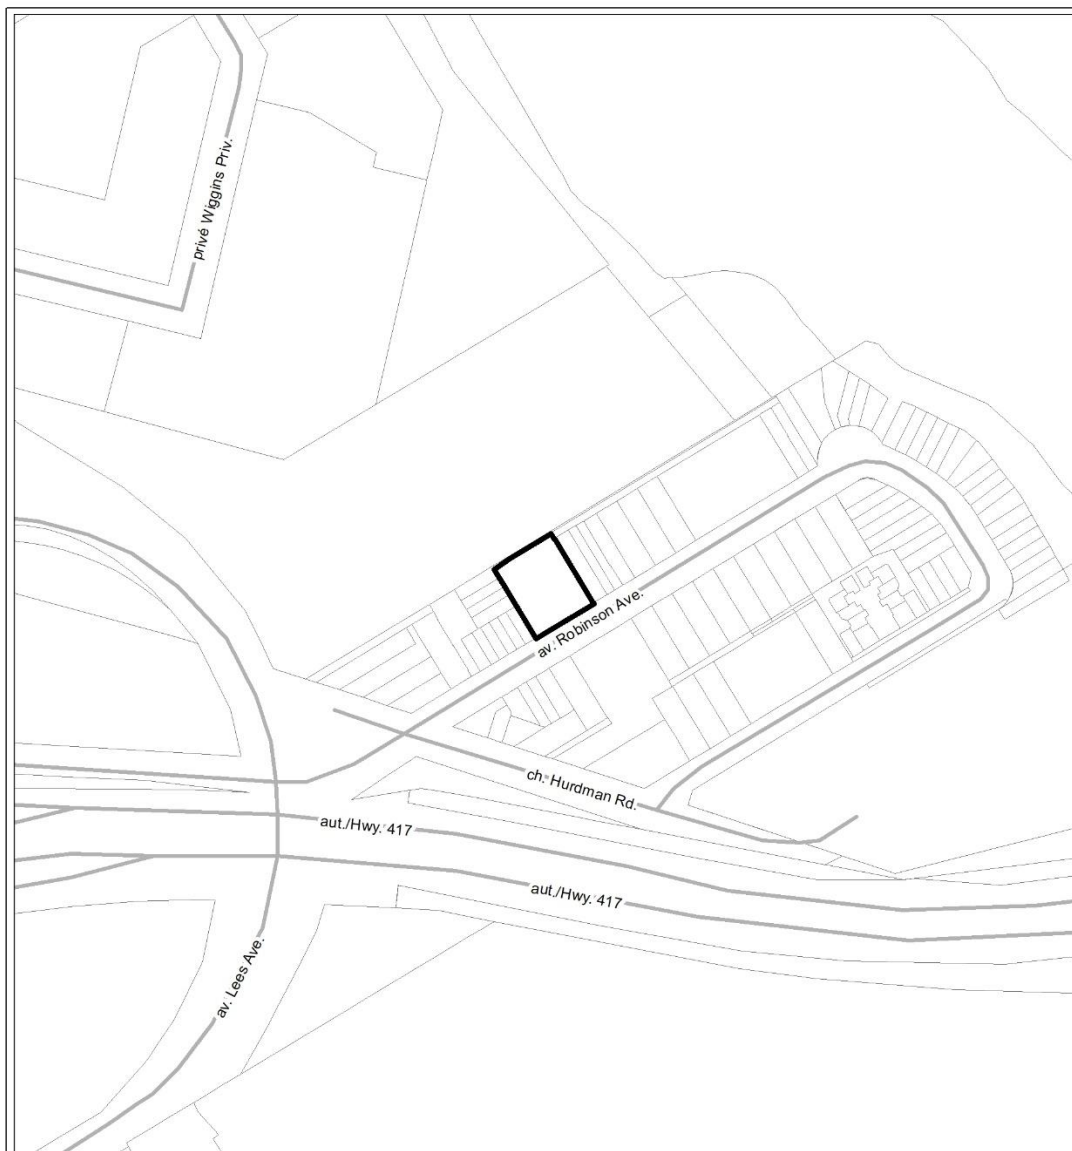 privé Wiggins Priv.
av. Robinson Ave.
ch. Hurdman Rd.
aut./Hwy. 417
aut./Hwy. 417
av. Lees Ave.